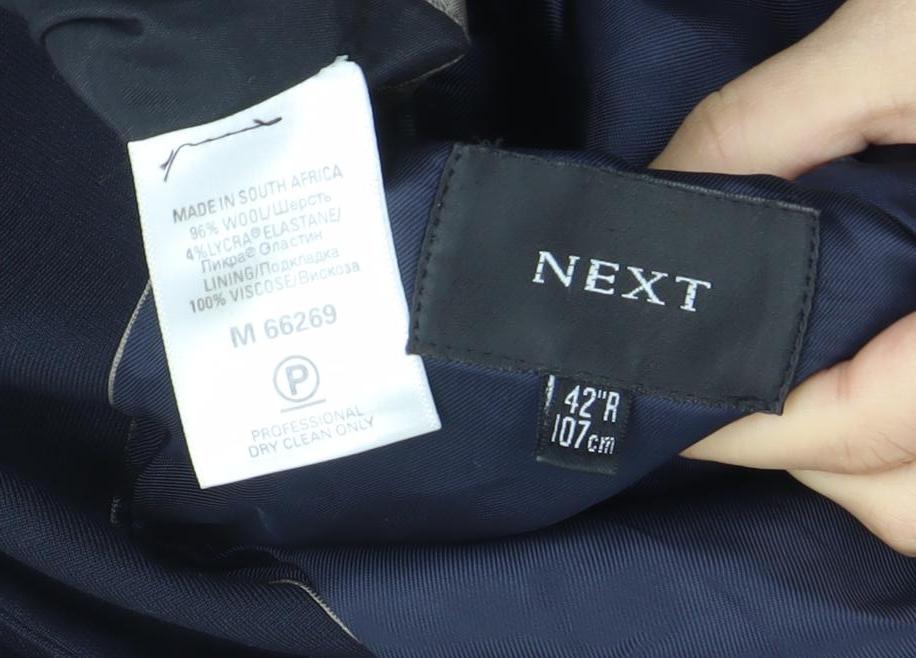 MADE IN SOUTH AFRICA
96% WOOL/Шерсть
4%LYCRA® ELASTANE/
Пикра® Эластин
LINING/Подкладка
100% VISCOSE/Вискоза
M 66269
P
PROFESSIONAL
DRY CLEAN ONLY
NEXT
42"R
107cm